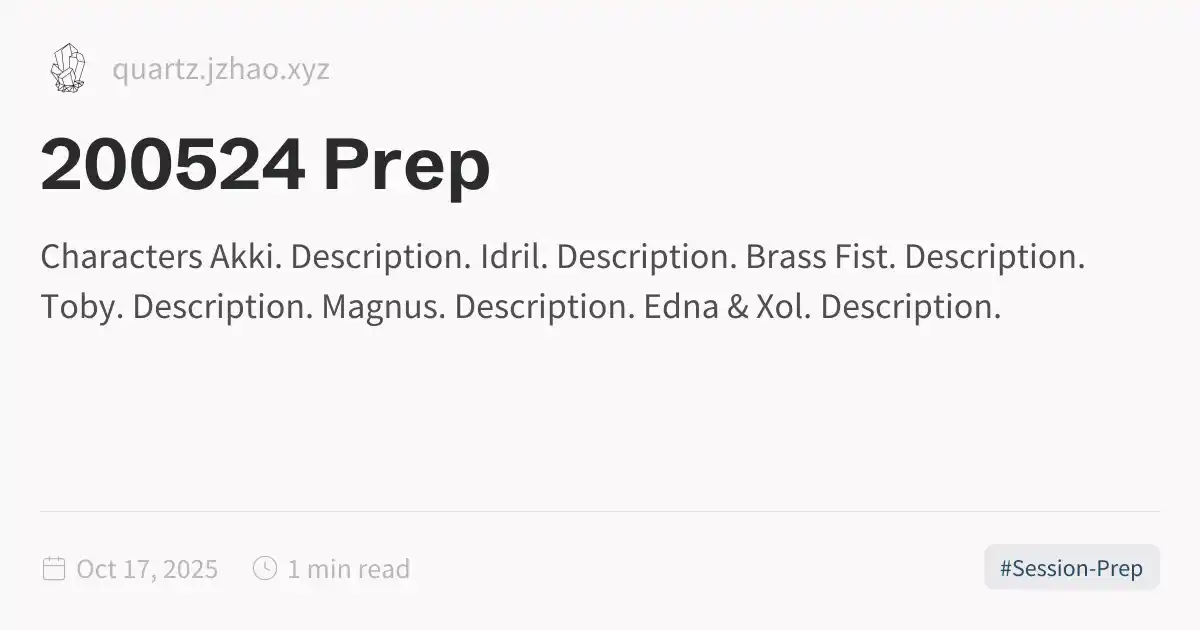 quartz.jzhao.xyz
200524 Prep
Characters Akki. Description. Idril. Description. Brass Fist. Description.
Toby. Description. Magnus. Description. Edna & Xol. Description.
Oct 17, 2025
1 min read
#Session-Prep